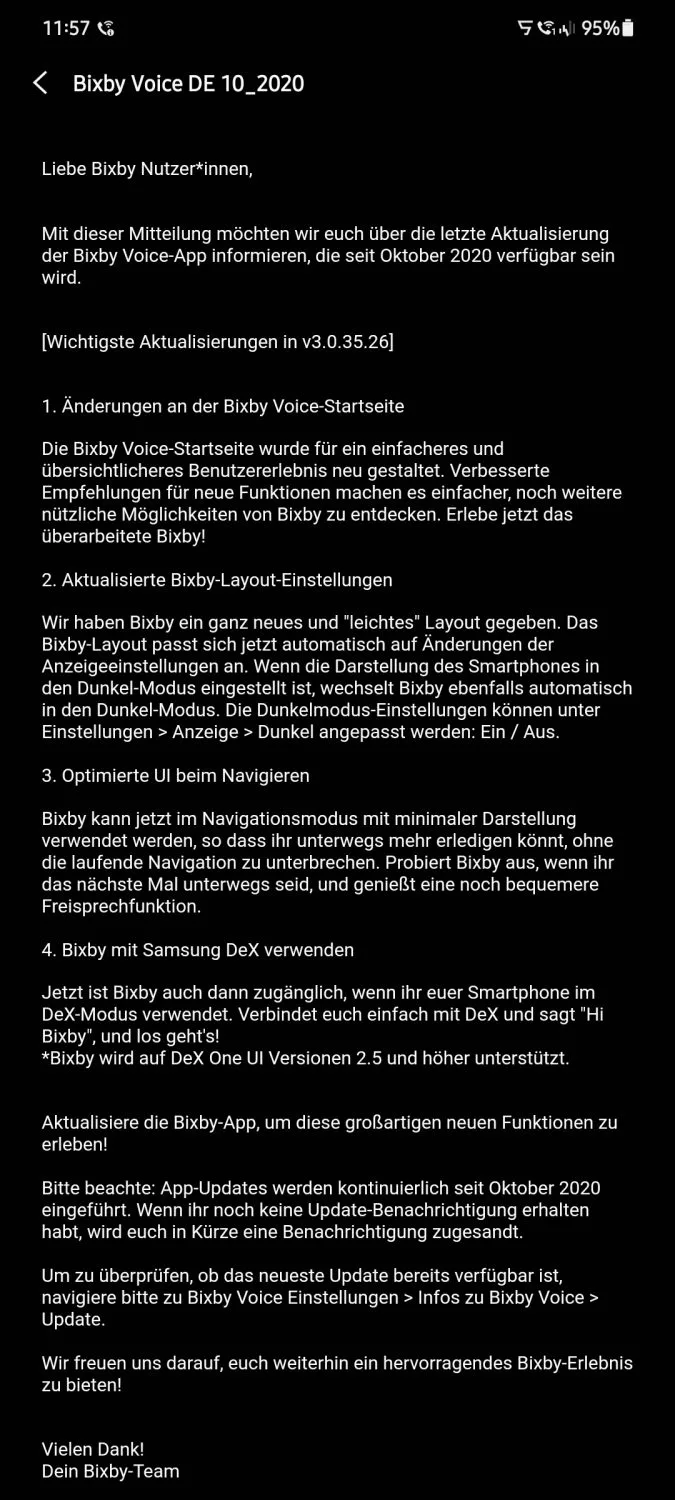 11:57
95%
Bixby Voice DE 10_2020
Liebe Bixby Nutzer*innen,
Mit dieser Mitteilung möchten wir euch über die letzte Aktualisierung
der Bixby Voice-App informieren, die seit Oktober 2020 verfügbar sein
wird.
[Wichtigste Aktualisierungen in v3.0.35.26]
1. Änderungen an der Bixby Voice-Startseite
Die Bixby Voice-Startseite wurde für ein einfacheres und
übersichtlicheres Benutzererlebnis neu gestaltet. Verbesserte
Empfehlungen für neue Funktionen machen es einfacher, noch weitere
nützliche Möglichkeiten von Bixby zu entdecken. Erlebe jetzt das
überarbeitete Bixby!
2. Aktualisierte Bixby-Layout-Einstellungen
Wir haben Bixby ein ganz neues und "leichtes" Layout gegeben. Das
Bixby-Layout passt sich jetzt automatisch auf Änderungen der
Anzeigeeinstellungen an. Wenn die Darstellung des Smartphones in
den Dunkel-Modus eingestellt ist, wechselt Bixby ebenfalls automatisch
in den Dunkel-Modus. Die Dunkelmodus-Einstellungen können unter
Einstellungen > Anzeige > Dunkel angepasst werden: Ein / Aus.
3. Optimierte UI beim Navigieren
Bixby kann jetzt im Navigationsmodus mit minimaler Darstellung
verwendet werden, so dass ihr unterwegs mehr erledigen könnt, ohne
die laufende Navigation zu unterbrechen. Probiert Bixby aus, wenn ihr
das nächste Mal unterwegs seid, und genießt eine noch bequemere
Freisprechfunktion.
4. Bixby mit Samsung DeX verwenden
Jetzt ist Bixby auch dann zugänglich, wenn ihr euer Smartphone im
DeX-Modus verwendet. Verbindet euch einfach mit DeX und sagt "Hi
Bixby", und los geht's!
*Bixby wird auf DeX One UI Versionen 2.5 und höher unterstützt.
Aktualisiere die Bixby-App, um diese großartigen neuen Funktionen zu
erleben!
Bitte beachte: App-Updates werden kontinuierlich seit Oktober 2020
eingeführt. Wenn ihr noch keine Update-Benachrichtigung erhalten
habt, wird euch in Kürze eine Benachrichtigung zugesandt.
Um zu überprüfen, ob das neueste Update bereits verfügbar ist,
navigiere bitte zu Bixby Voice Einstellungen > Infos zu Bixby Voice >
Update.
Wir freuen uns darauf, euch weiterhin ein hervorragendes Bixby-Erlebnis
zu bieten!
Vielen Dank!
Dein Bixby-Team